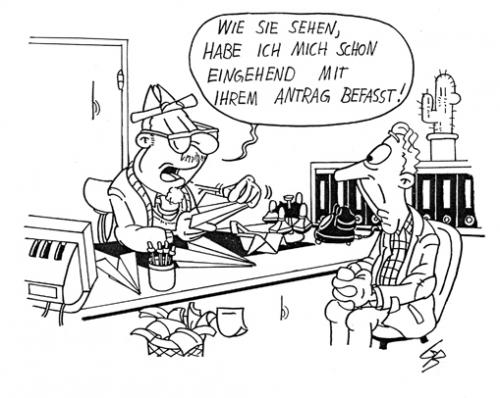 WIE SIE SEHEN,
HABE ICH MICH SCHON
EINGEHEND MIT
IHREM ANTRAG BEFASST!